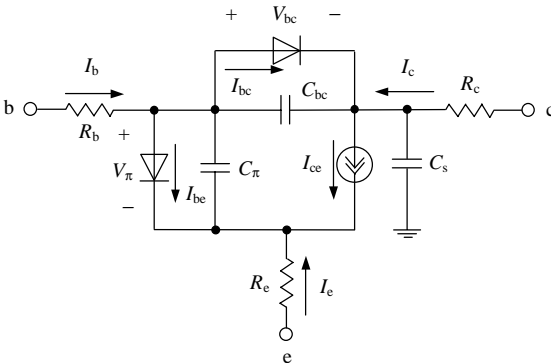 + V_bc −
I_b
I_bc
C_bc
I_c
R_c
b
R_b
c
+
V_π
−
I_be
C_π
I_ce
C_s
R_e
I_e
e